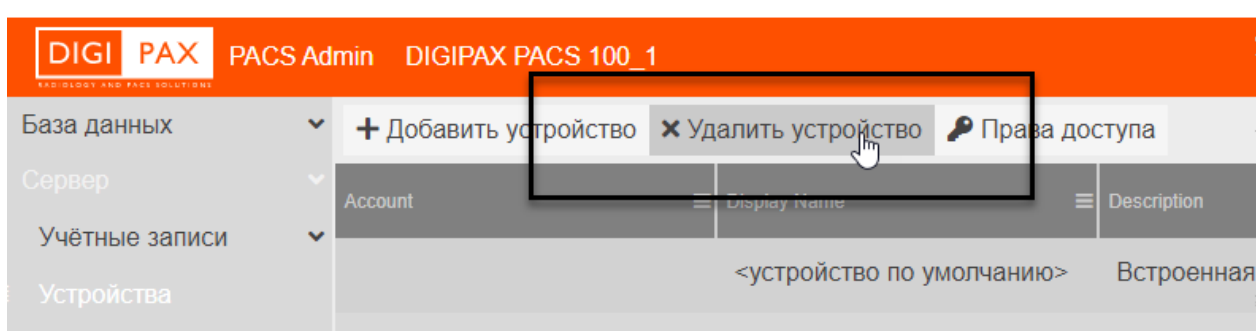 DIGI PAX PACS Admin DIGIPAX PACS 100_1
RADIOLOGY AND PACS SOLUTIONS
База данных
Добавить устройство Удалить устройство Права доступа
Сервер
Account Display Name Description
Учётные записи
<устройство по умолчанию> Встроенная
Устройства